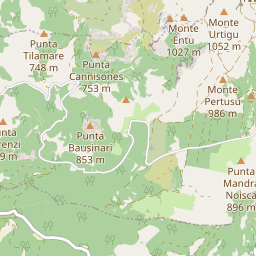 Monte
Urtigu
1052 m
Monte
Entu
1027 m
Punta
Tilamare
748 m
Punta
Cannisones
753 m
Monte
Pertusu
986 m
Punta
Bausinari
853 m
Punta
Mandra
Noisca
896 m